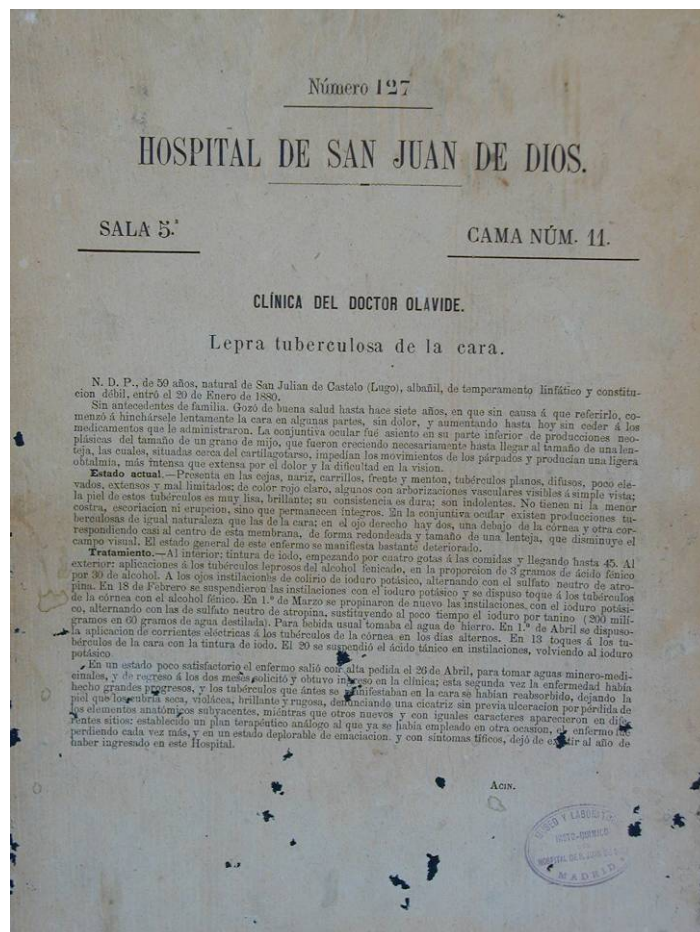 Número 127
HOSPITAL DE SAN JUAN DE DIOS.
SALA 5.ª
CAMA NÚM. 11.
CLÍNICA DEL DOCTOR OLAVIDE.
Lepra tuberculosa de la cara.
N. D. P., de 59 años, natural de San Julian de Castelo (Lugo), albañil, de temperamento linfático y constitu-
cion débil, entró el 20 de Enero de 1880.
Sin antecedentes de familia. Gozó de buena salud hasta hace siete años, en que sin causa á que referirlo, co-
menzó á hinchársele lentamente la cara en algunas partes, sin dolor, y aumentando hasta hoy sin ceder á los
medicamentos que le administraron. La conjuntiva ocular fué asiento en su parte inferior de producciones neo-
plásicas del tamaño de un grano de mijo, que fueron creciendo necesariamente hasta llegar al tamaño de una len-
teja, las cuales, situadas cerca del cartílago tarso, impedían los movimientos de los párpados y producían una ligera
oftalmia, más intensa que extensa por el dolor y la dificultad en la vision.
Estado actual.—Presenta en las cejas, nariz, carrillos, frente y menton, tubérculos planos, difusos, poco ele-
vados, extensos y mal limitados; de color rojo claro, algunos con arborizaciones vasculares visibles á simple vista;
la piel de estos tubérculos es muy lisa, brillante; su consistencia es dura; son indolentes. No tienen ni la menor
costra, escoriacion ni erupcion, sino que permanecen íntegros. En la conjuntiva ocular existen producciones tu-
berculosas de igual naturaleza que las de la cara; en el ojo derecho hay dos, una debajo de la córnea y otra cor-
respondiendo casi al centro de esta membrana, de forma redondeada y tamaño de una lenteja, que disminuye el
campo visual. El estado general de este enfermo se manifiesta bastante deteriorado.
Tratamiento.—Al interior: tintura de iodo, empezando por cuatro gotas á las comidas y llegando hasta 45. Al
exterior: aplicaciones á los tubérculos leprosos del alcohol fenicado, en la proporcion de 3 gramos de ácido fénico
por 30 de alcohol. A los ojos instilaciones de colirio de ioduro potásico, alternando con el sulfato neutro de atro-
pina. En 18 de Febrero se suspendieron las instilaciones con el ioduro potásico y se dispuso toque á los tubérculos
de la córnea con el alcohol fénico. En 1.º de Marzo se propinaron de nuevo las instilaciones, con el ioduro potási-
co, alternando con las de sulfato neutro de atropina, sustituyendo al poco tiempo el ioduro por tanino (200 milí-
gramos en 60 gramos de agua destilada). Para bebida usual tomaba el agua de hierro. En 1.º de Abril se dispuso
la aplicacion de corrientes eléctricas á los tubérculos de la córnea en los dias alternos. En 13 toques á los tu-
bérculos de la cara con la tintura de iodo. El 20 se suspendió el ácido tánico en instilaciones, volviendo al ioduro
potásico.
En un estado poco satisfactorio el enfermo salió con alta pedida el 26 de Abril, para tomar aguas minero-medi-
cinales, y de regreso á los dos meses solicitó y obtuvo ingreso en la clínica; esta segunda vez la enfermedad habia
hecho grandes progresos, y los tubérculos que ántes se manifestaban en la cara se habían reabsorbido, dejando la
piel que los cubría seca, violácea, brillante y rugosa, denunciando una cicatriz sin previa ulceracion por pérdida de
los elementos anatómicos subyacentes, miéntras que otros nuevos y con iguales caracteres aparecieron en dife-
rentes sitios: establecido un plan terapéutico análogo al que ya se había empleado en otra ocasion, el enfermo fué
perdiendo cada vez más, y en un estado deplorable de emaciacion, y con síntomas tíficos, dejó de existir al año de
haber ingresado en este Hospital.
ACIN.
MUSEO Y LABORATORIO
HISTO-QUIMICO
HOSPITAL DE S. JUAN DE DIOS
MADRID